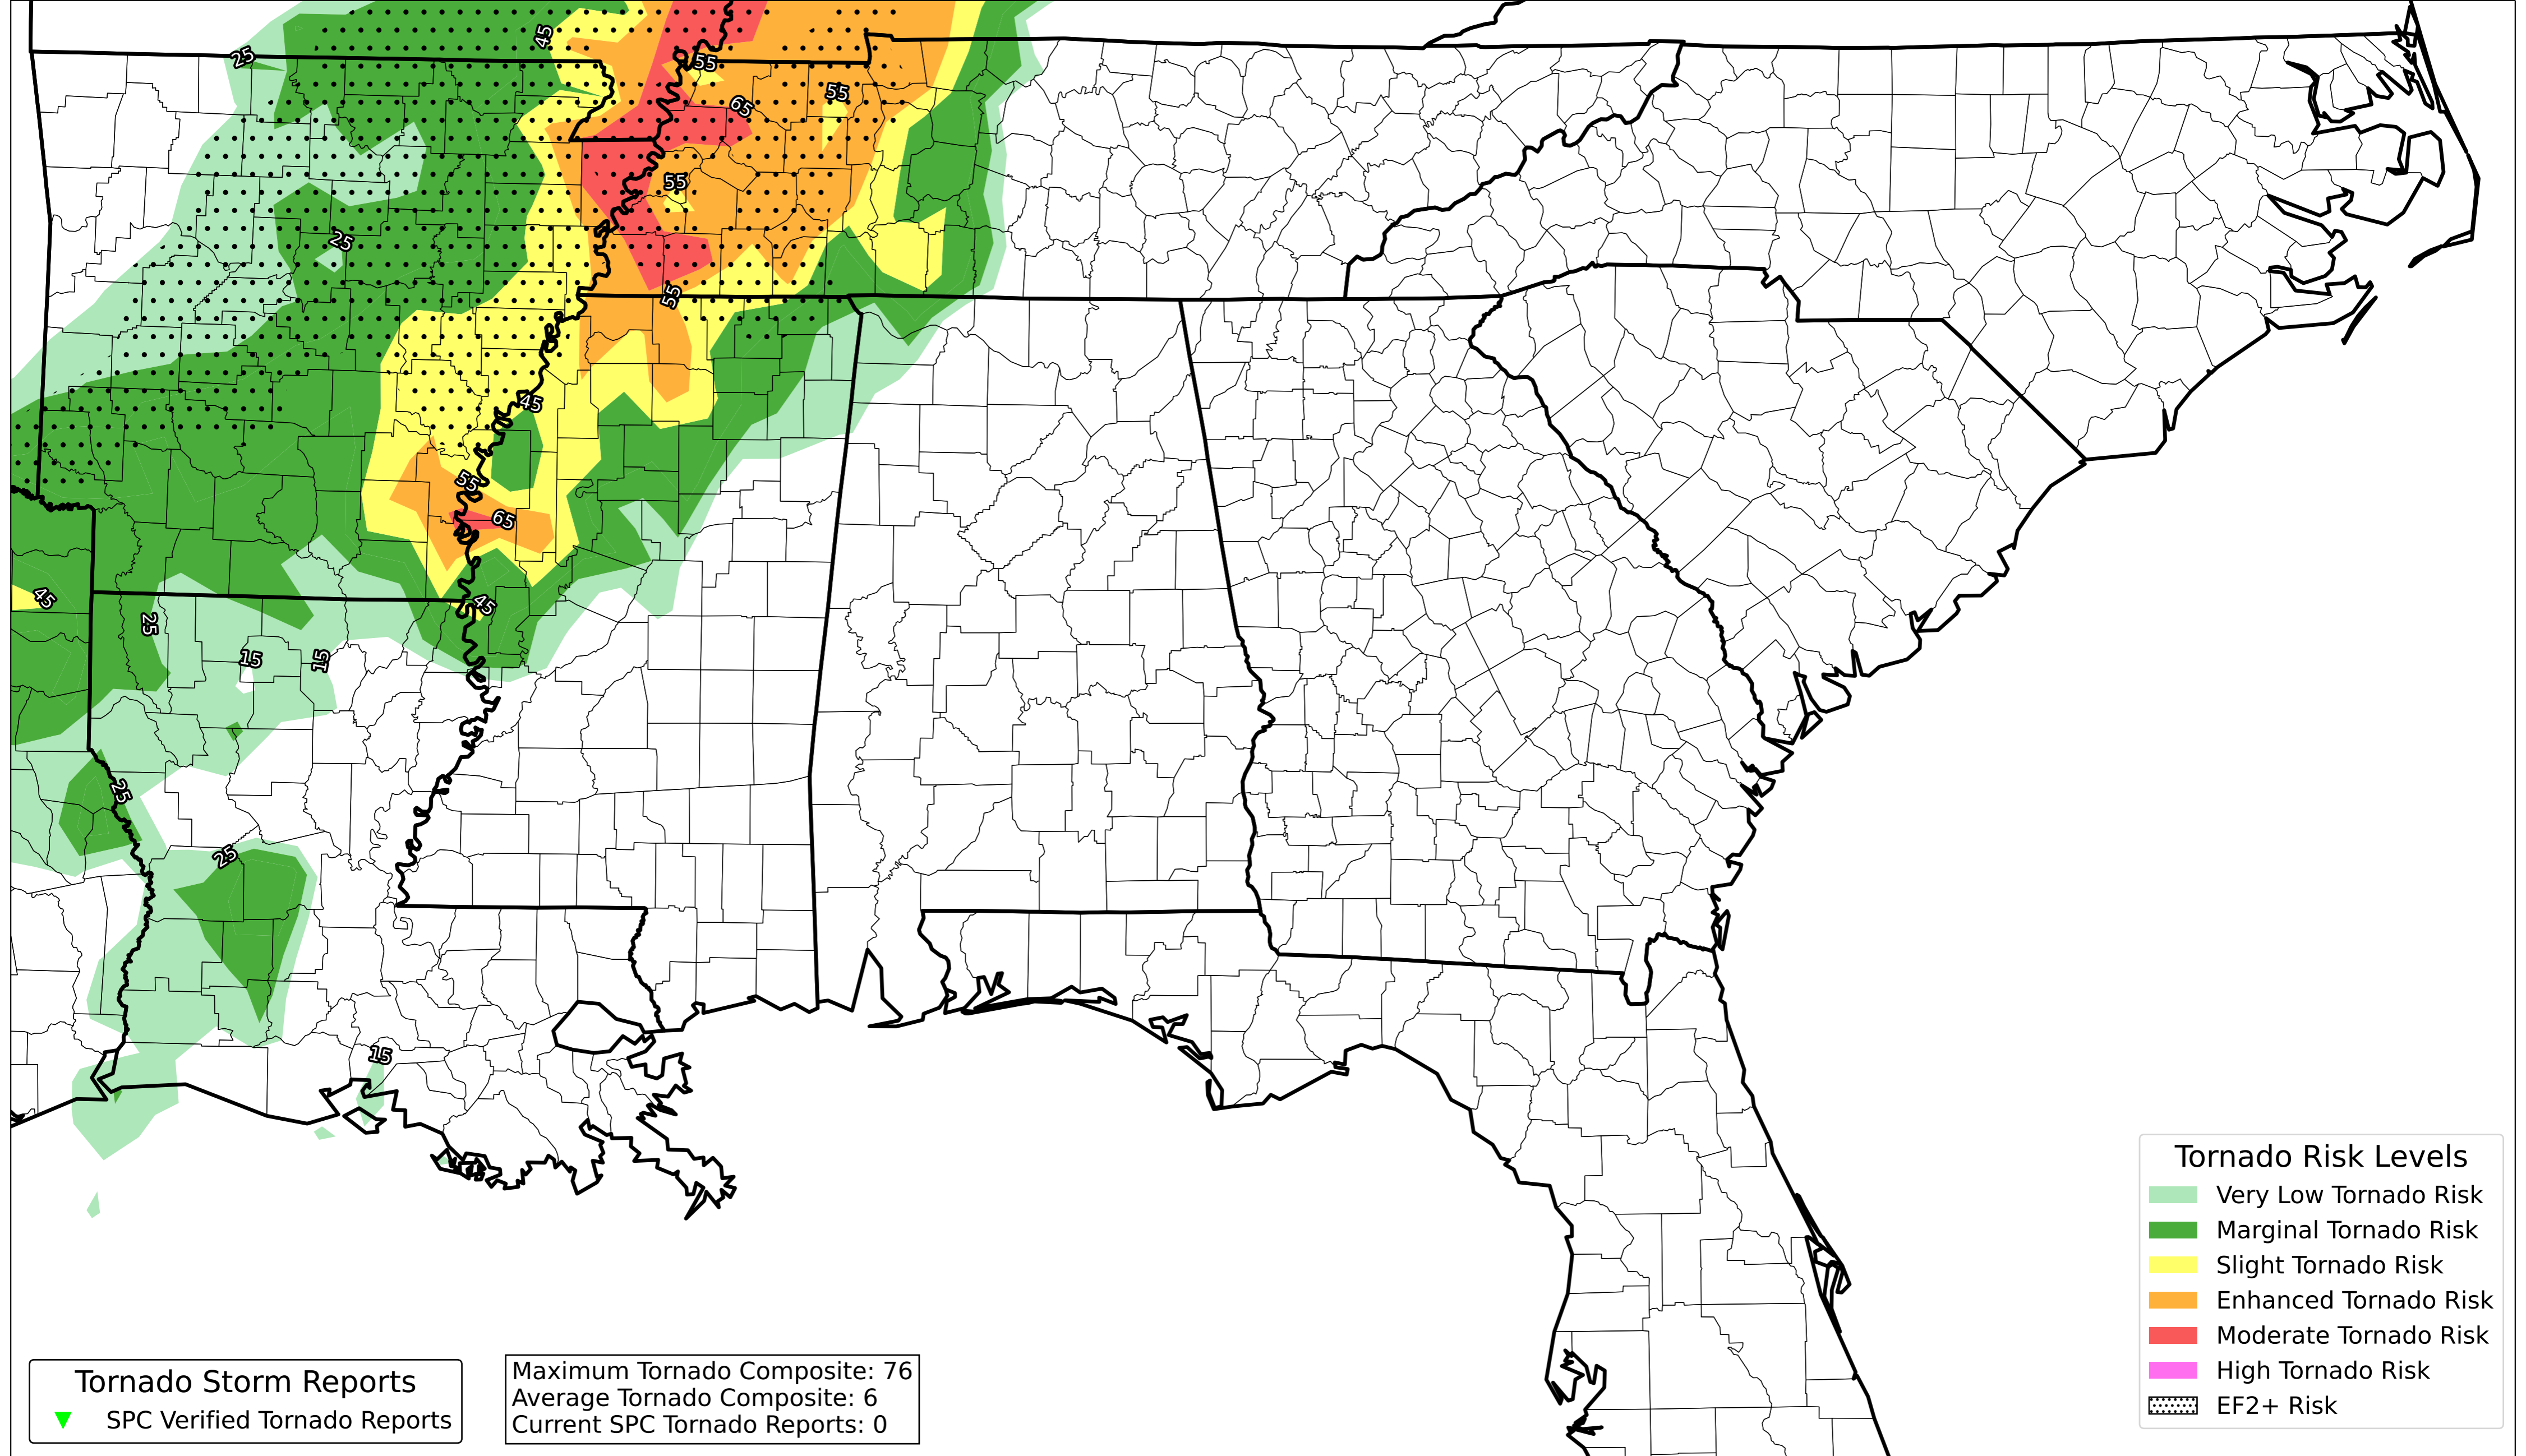 45
25
55
55
65
55
25
55
45
55
65
45
45
25
15
15
25
25
15
Tornado Risk Levels
Very Low Tornado Risk
Marginal Tornado Risk
Slight Tornado Risk
Enhanced Tornado Risk
Moderate Tornado Risk
High Tornado Risk
EF2+ Risk
Tornado Storm Reports
SPC Verified Tornado Reports
Maximum Tornado Composite: 76
Average Tornado Composite: 6
Current SPC Tornado Reports: 0